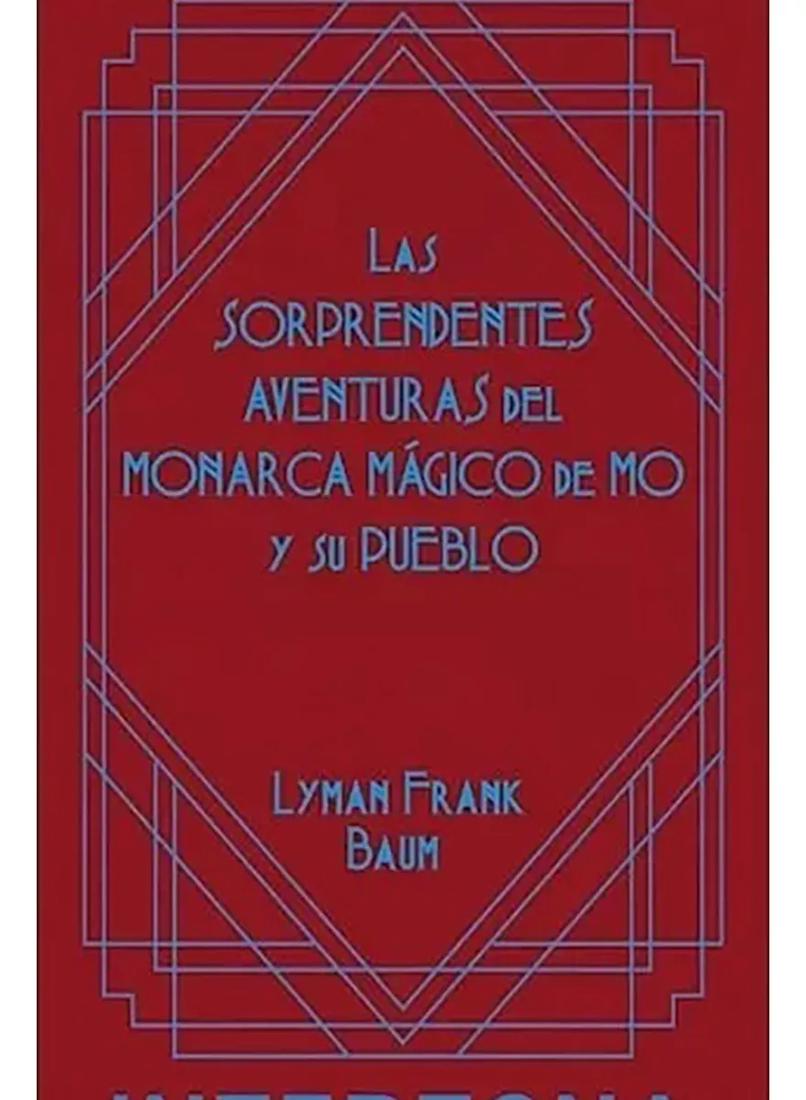 Las
SORPRENDENTES
AVENTURAS DEL
MONARCA MÁGICO DE MO
Y SU PUEBLO
Lyman Frank
Baum